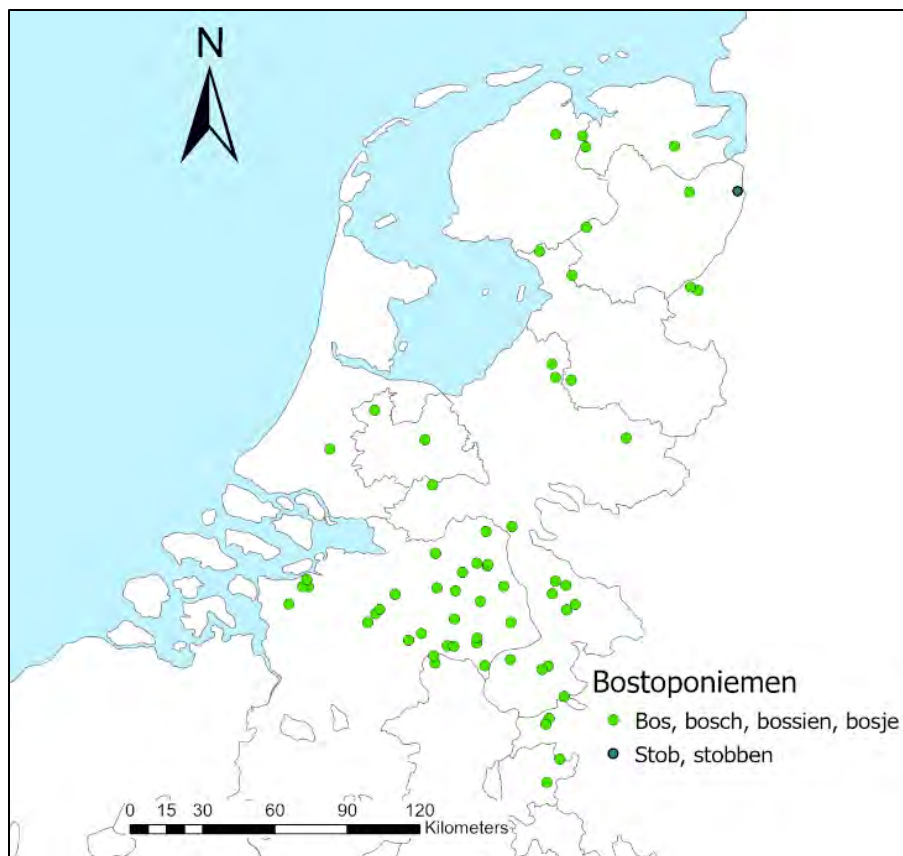 N
Bostoponiemen
Bos, bosch, bossien, bosje
Stob, stobben
0 15 30 60 90 120
Kilometers